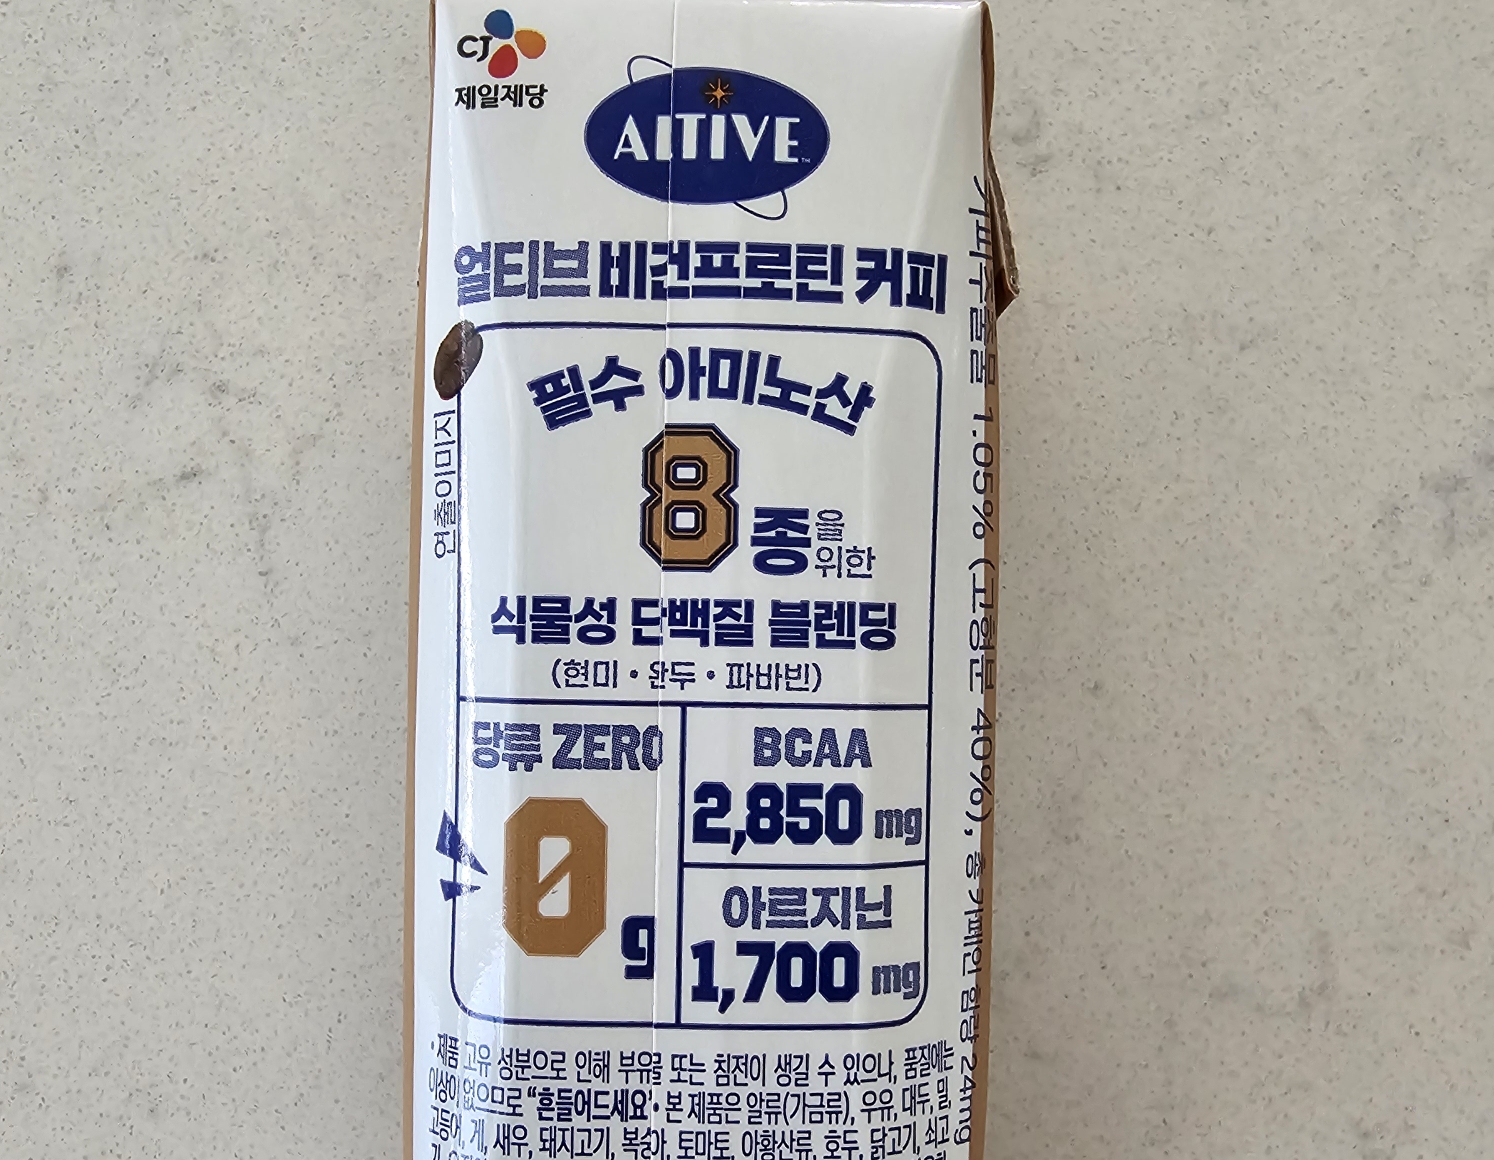 CJ
제일제당
ALTIVE
TM
얼티브 비건프로틴 커피
필수 아미노산
8종을
위한
연출이미지
식물성 단백질 블렌딩
(현미・완두・파바빈)
당류 ZERO
0 g
BCAA
2,850 mg
아르지닌
1,700 mg
・제품 고유 성분으로 인해 부유물 또는 침전이 생길 수 있으나, 품질에는
이상이 없으므로 “흔들어드세요”・본 제품은 알류(가금류), 우유, 대두, 밀,
고등어, 게, 새우, 돼지고기, 복숭아, 토마토, 아황산류, 호두, 닭고기, 쇠고
커피추출물 1.05% (고형분 40%), 총카페인 함량 24mg